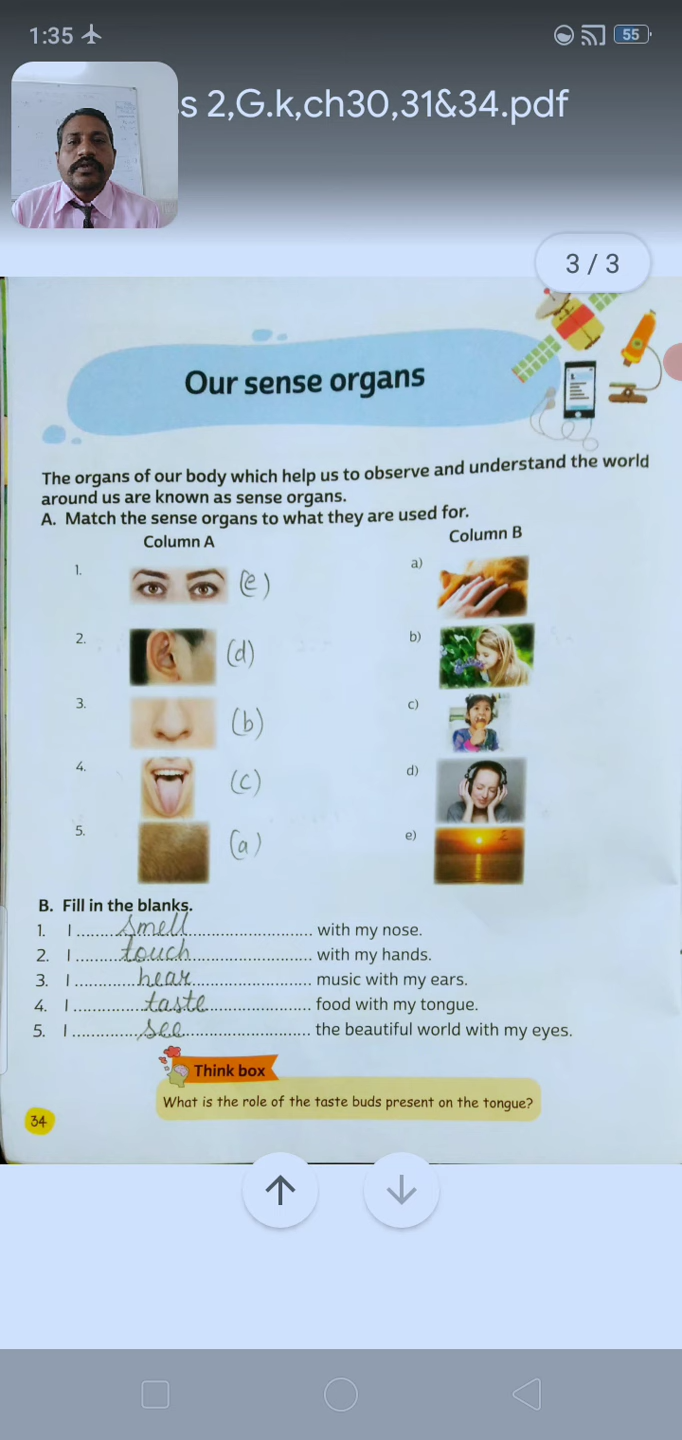 1:35
55
s 2,G.k,ch30,31&34.pdf
3 / 3
Our sense organs
The organs of our body which help us to observe and understand the world
around us are known as sense organs.
A. Match the sense organs to what they are used for.
Column A Column B
1. (e) a)
2. (d) b)
3. (b) c)
4. (c) d)
5. (a) e)
B. Fill in the blanks.
1. I ........smell........................ with my nose.
2. I ........touch........................ with my hands.
3. I ............hear........................ music with my ears.
4. I ..............taste..................... food with my tongue.
5. I .............see......................... the beautiful world with my eyes.
Think box
What is the role of the taste buds present on the tongue?
34